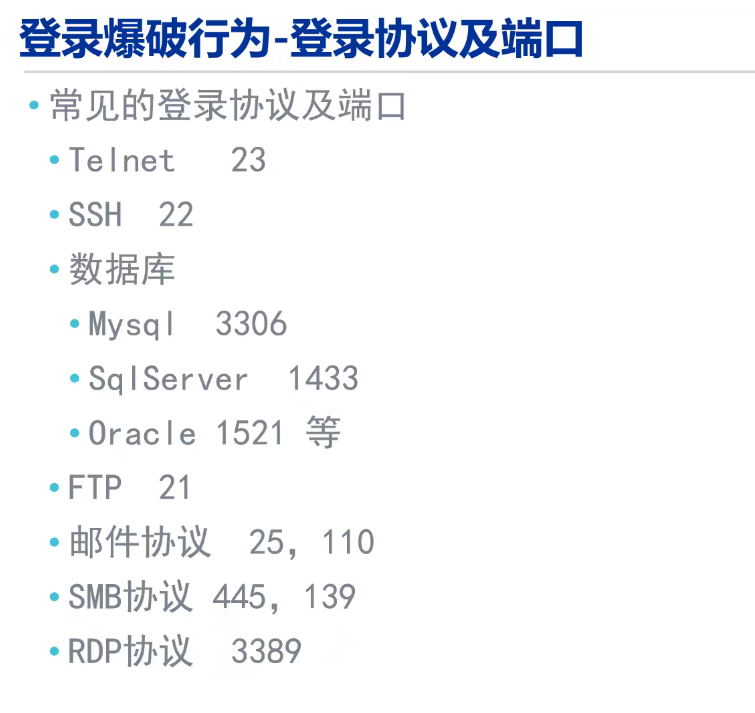 登录爆破行为-登录协议及端口
•常见的登录协议及端口
•Telnet 23
•SSH 22
•数据库
•Mysql 3306
•SqlServer 1433
•Oracle 1521 等
•FTP 21
•邮件协议 25，110
•SMB协议 445，139
•RDP协议 3389